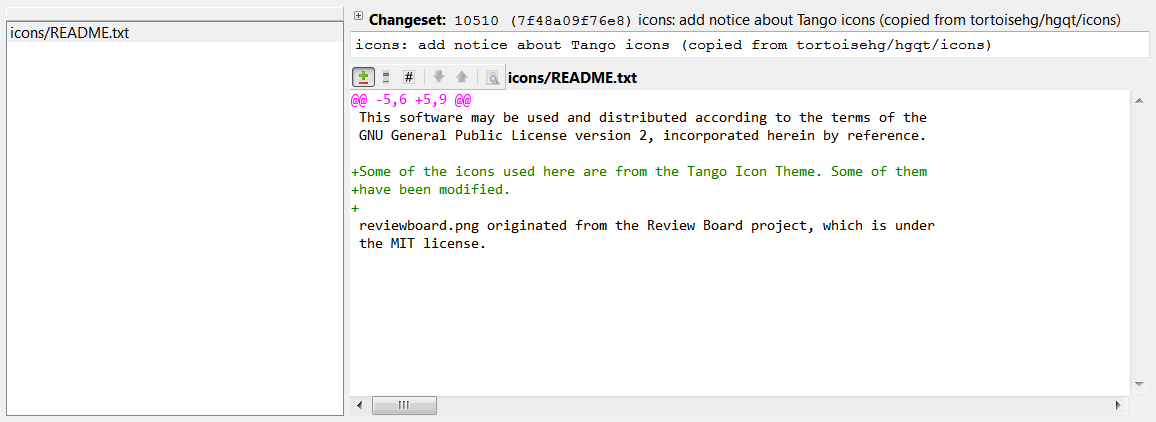 icons/README.txt
Changeset: 10510 (7f48a09f76e8) icons: add notice about Tango icons (copied from tortoisehg/hgqt/icons)
icons: add notice about Tango icons (copied from tortoisehg/hgqt/icons)
# icons/README.txt
@@ -5,6 +5,9 @@
This software may be used and distributed according to the terms of the
GNU General Public License version 2, incorporated herein by reference.
+Some of the icons used here are from the Tango Icon Theme. Some of them
+have been modified.
+
reviewboard.png originated from the Review Board project, which is under
the MIT license.